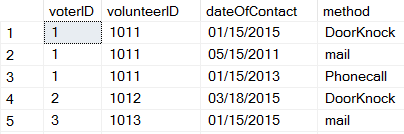 voterID volunteerID dateOfContact method
1 1 1011 01/15/2015 DoorKnock
2 1 1011 05/15/2011 mail
3 1 1011 01/15/2013 Phonecall
4 2 1012 03/18/2015 DoorKnock
5 3 1013 01/15/2015 mail